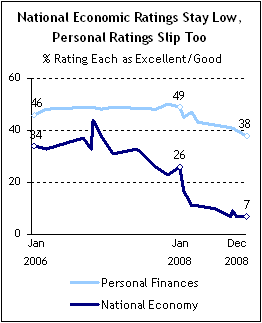 National Economic Ratings Stay Low,
Personal Ratings Slip Too
% Rating Each as Excellent/Good
60
40
20
0
46
49
38
34
26
7
Jan Jan Dec
2006 2008 2008
Personal Finances
National Economy